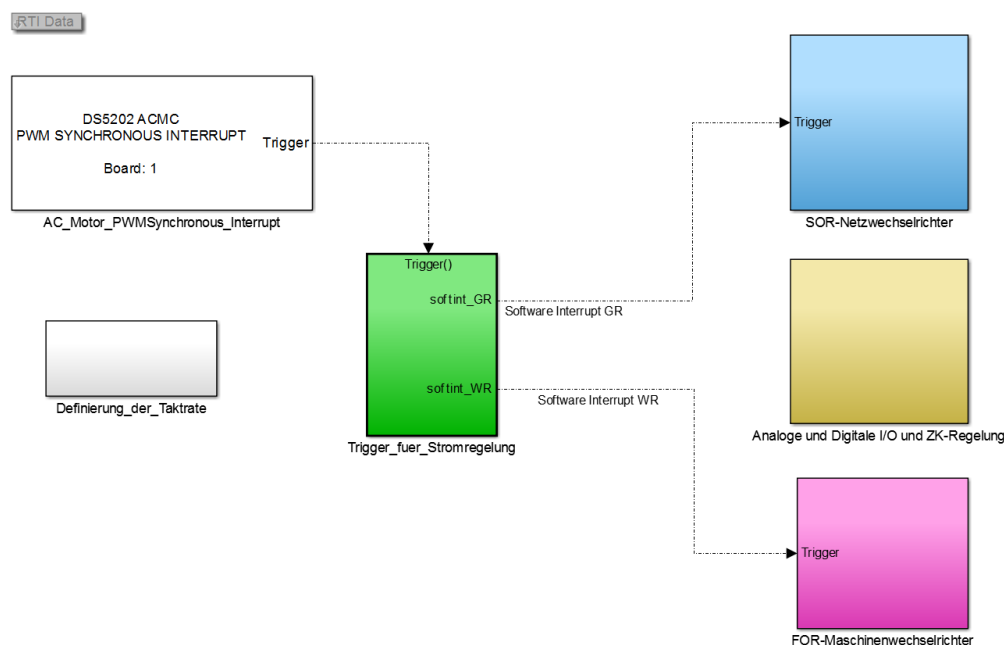 RTI Data
DS5202 ACMC
PWM SYNCHRONOUS INTERRUPT
Board: 1
Trigger
AC_Motor_PWMSynchronous_Interrupt
Trigger
SOR-Netzwechselrichter
Trigger()
softint_GR
Software Interrupt GR
softint_WR
Software Interrupt WR
Trigger_fuer_Stromregelung
Definierung_der_Taktrate
Analoge und Digitale I/O und ZK-Regelung
Trigger
FOR-Maschinenwechselrichter